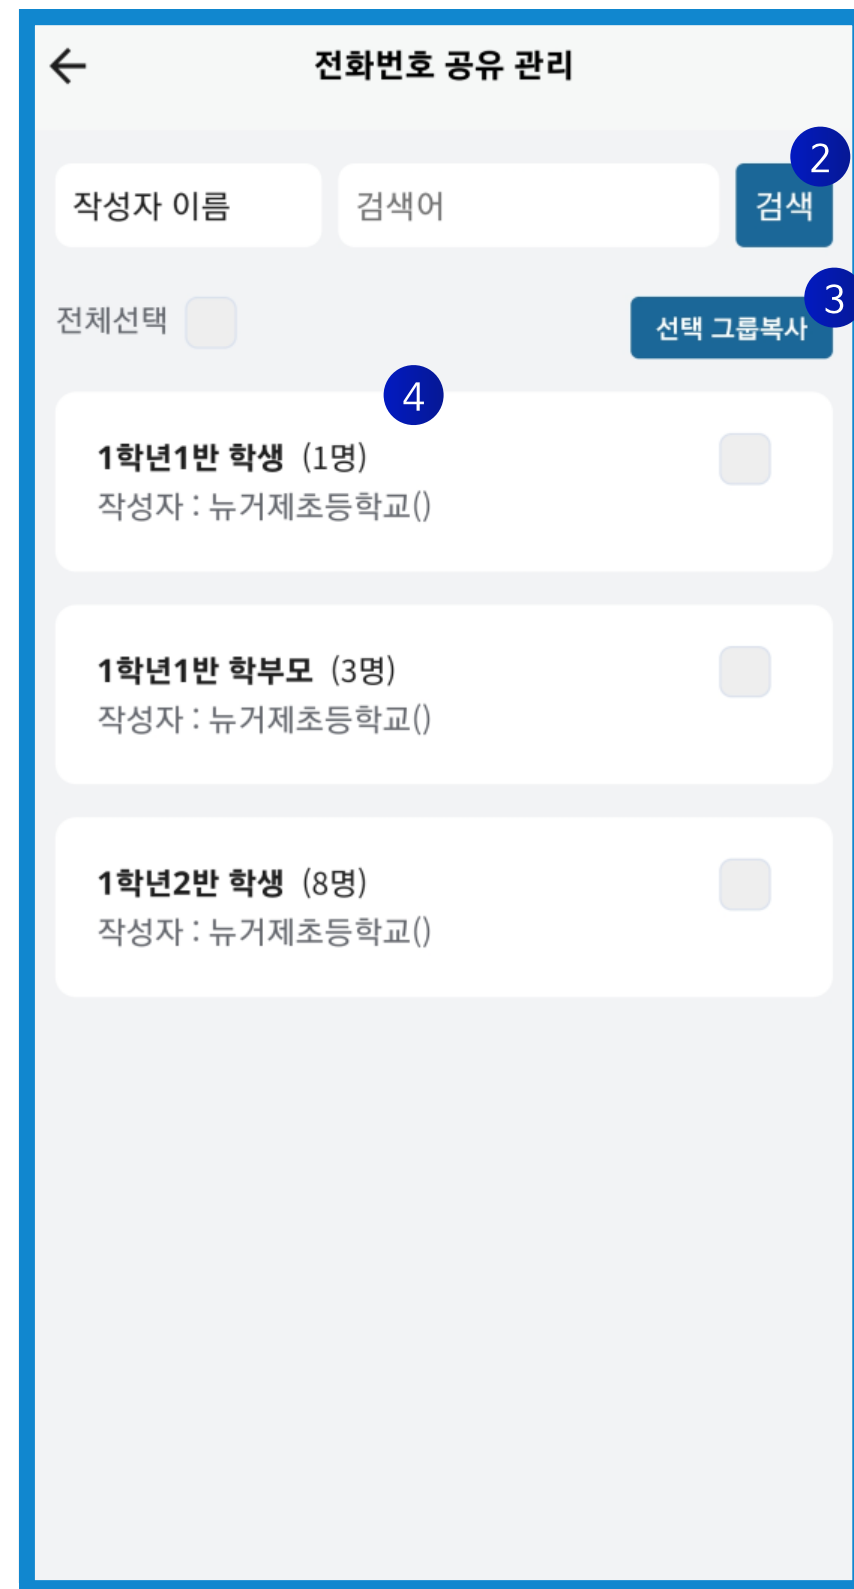 전화번호 공유 관리
2
작성자 이름 검색어 검색
3
전체선택 선택 그룹복사
4
1학년1반 학생 (1명)
작성자 : 뉴거제초등학교()
1학년1반 학부모 (3명)
작성자 : 뉴거제초등학교()
1학년2반 학생 (8명)
작성자 : 뉴거제초등학교()